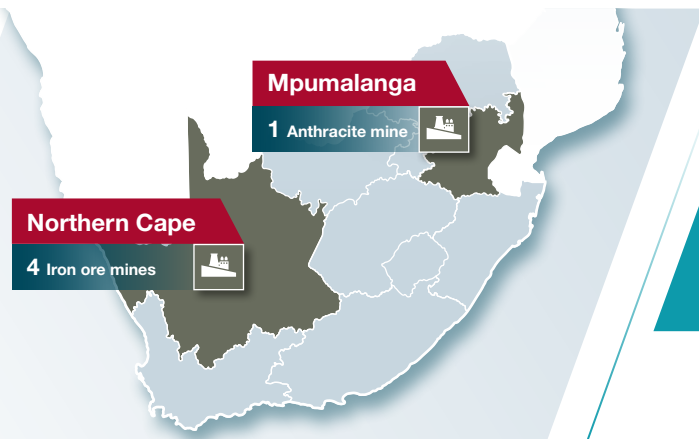 Mpumalanga
1 Anthracite mine
Northern Cape
4 Iron ore mines